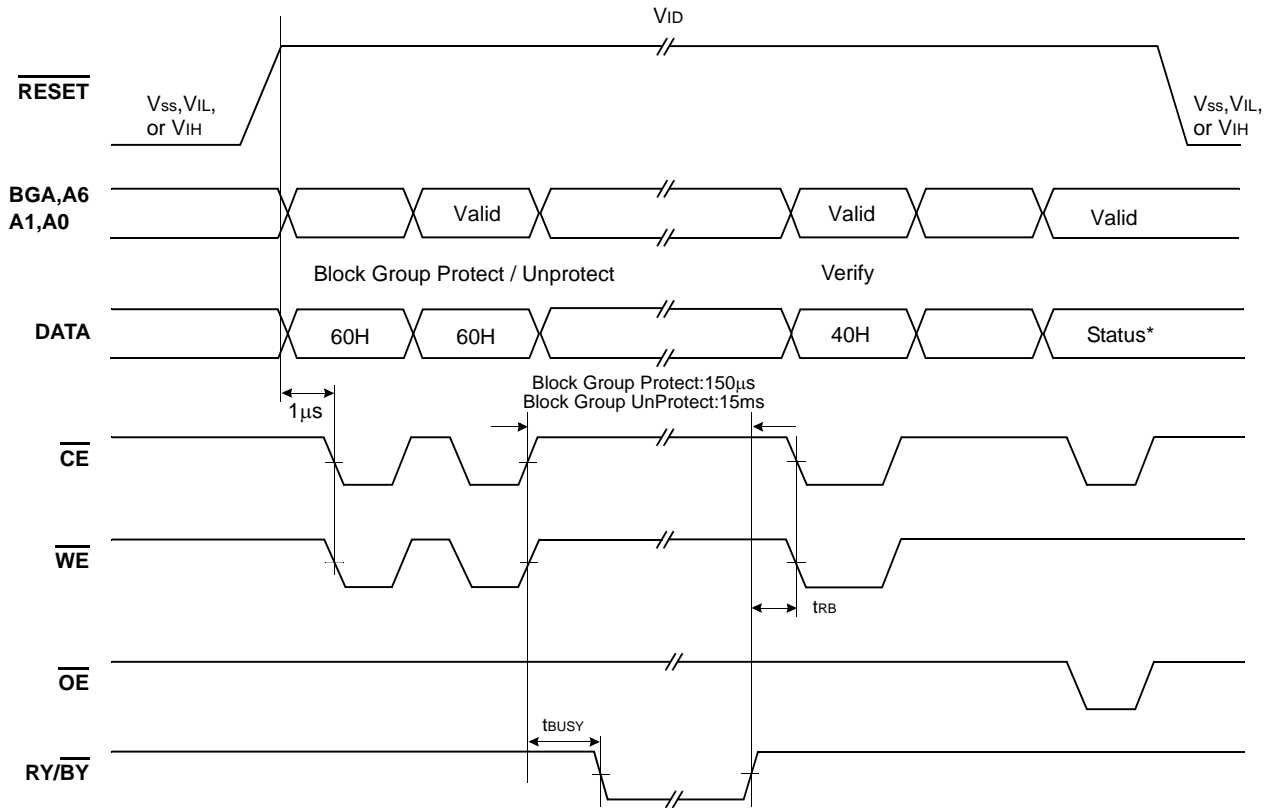 VID
RESET
Vss,VIL,
or VIH
Vss,VIL,
or VIH
BGA,A6
A1,A0
Valid
Valid
Valid
Block Group Protect / Unprotect
Verify
DATA
60H
60H
40H
Status*
Block Group Protect:150μs
Block Group UnProtect:15ms
1μs
CE
WE
tRB
OE
tBUSY
RY/BY